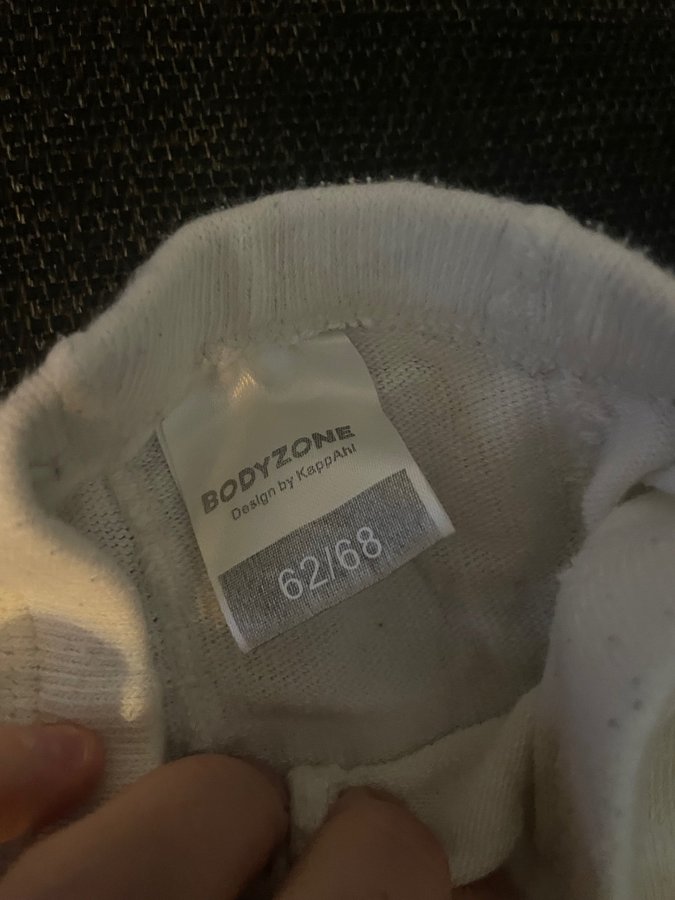 BODYZONE
Design by KappAhl
62/68